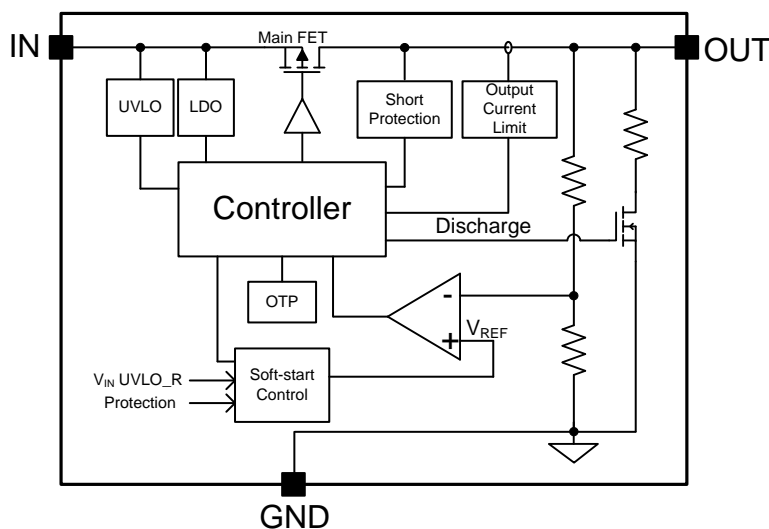 IN
Main FET
OUT
UVLO
LDO
Short
Protection
Output
Current
Limit
Controller
Discharge
OTP
-
+
VREF
VIN UVLO_R
Protection
Soft-start
Control
GND